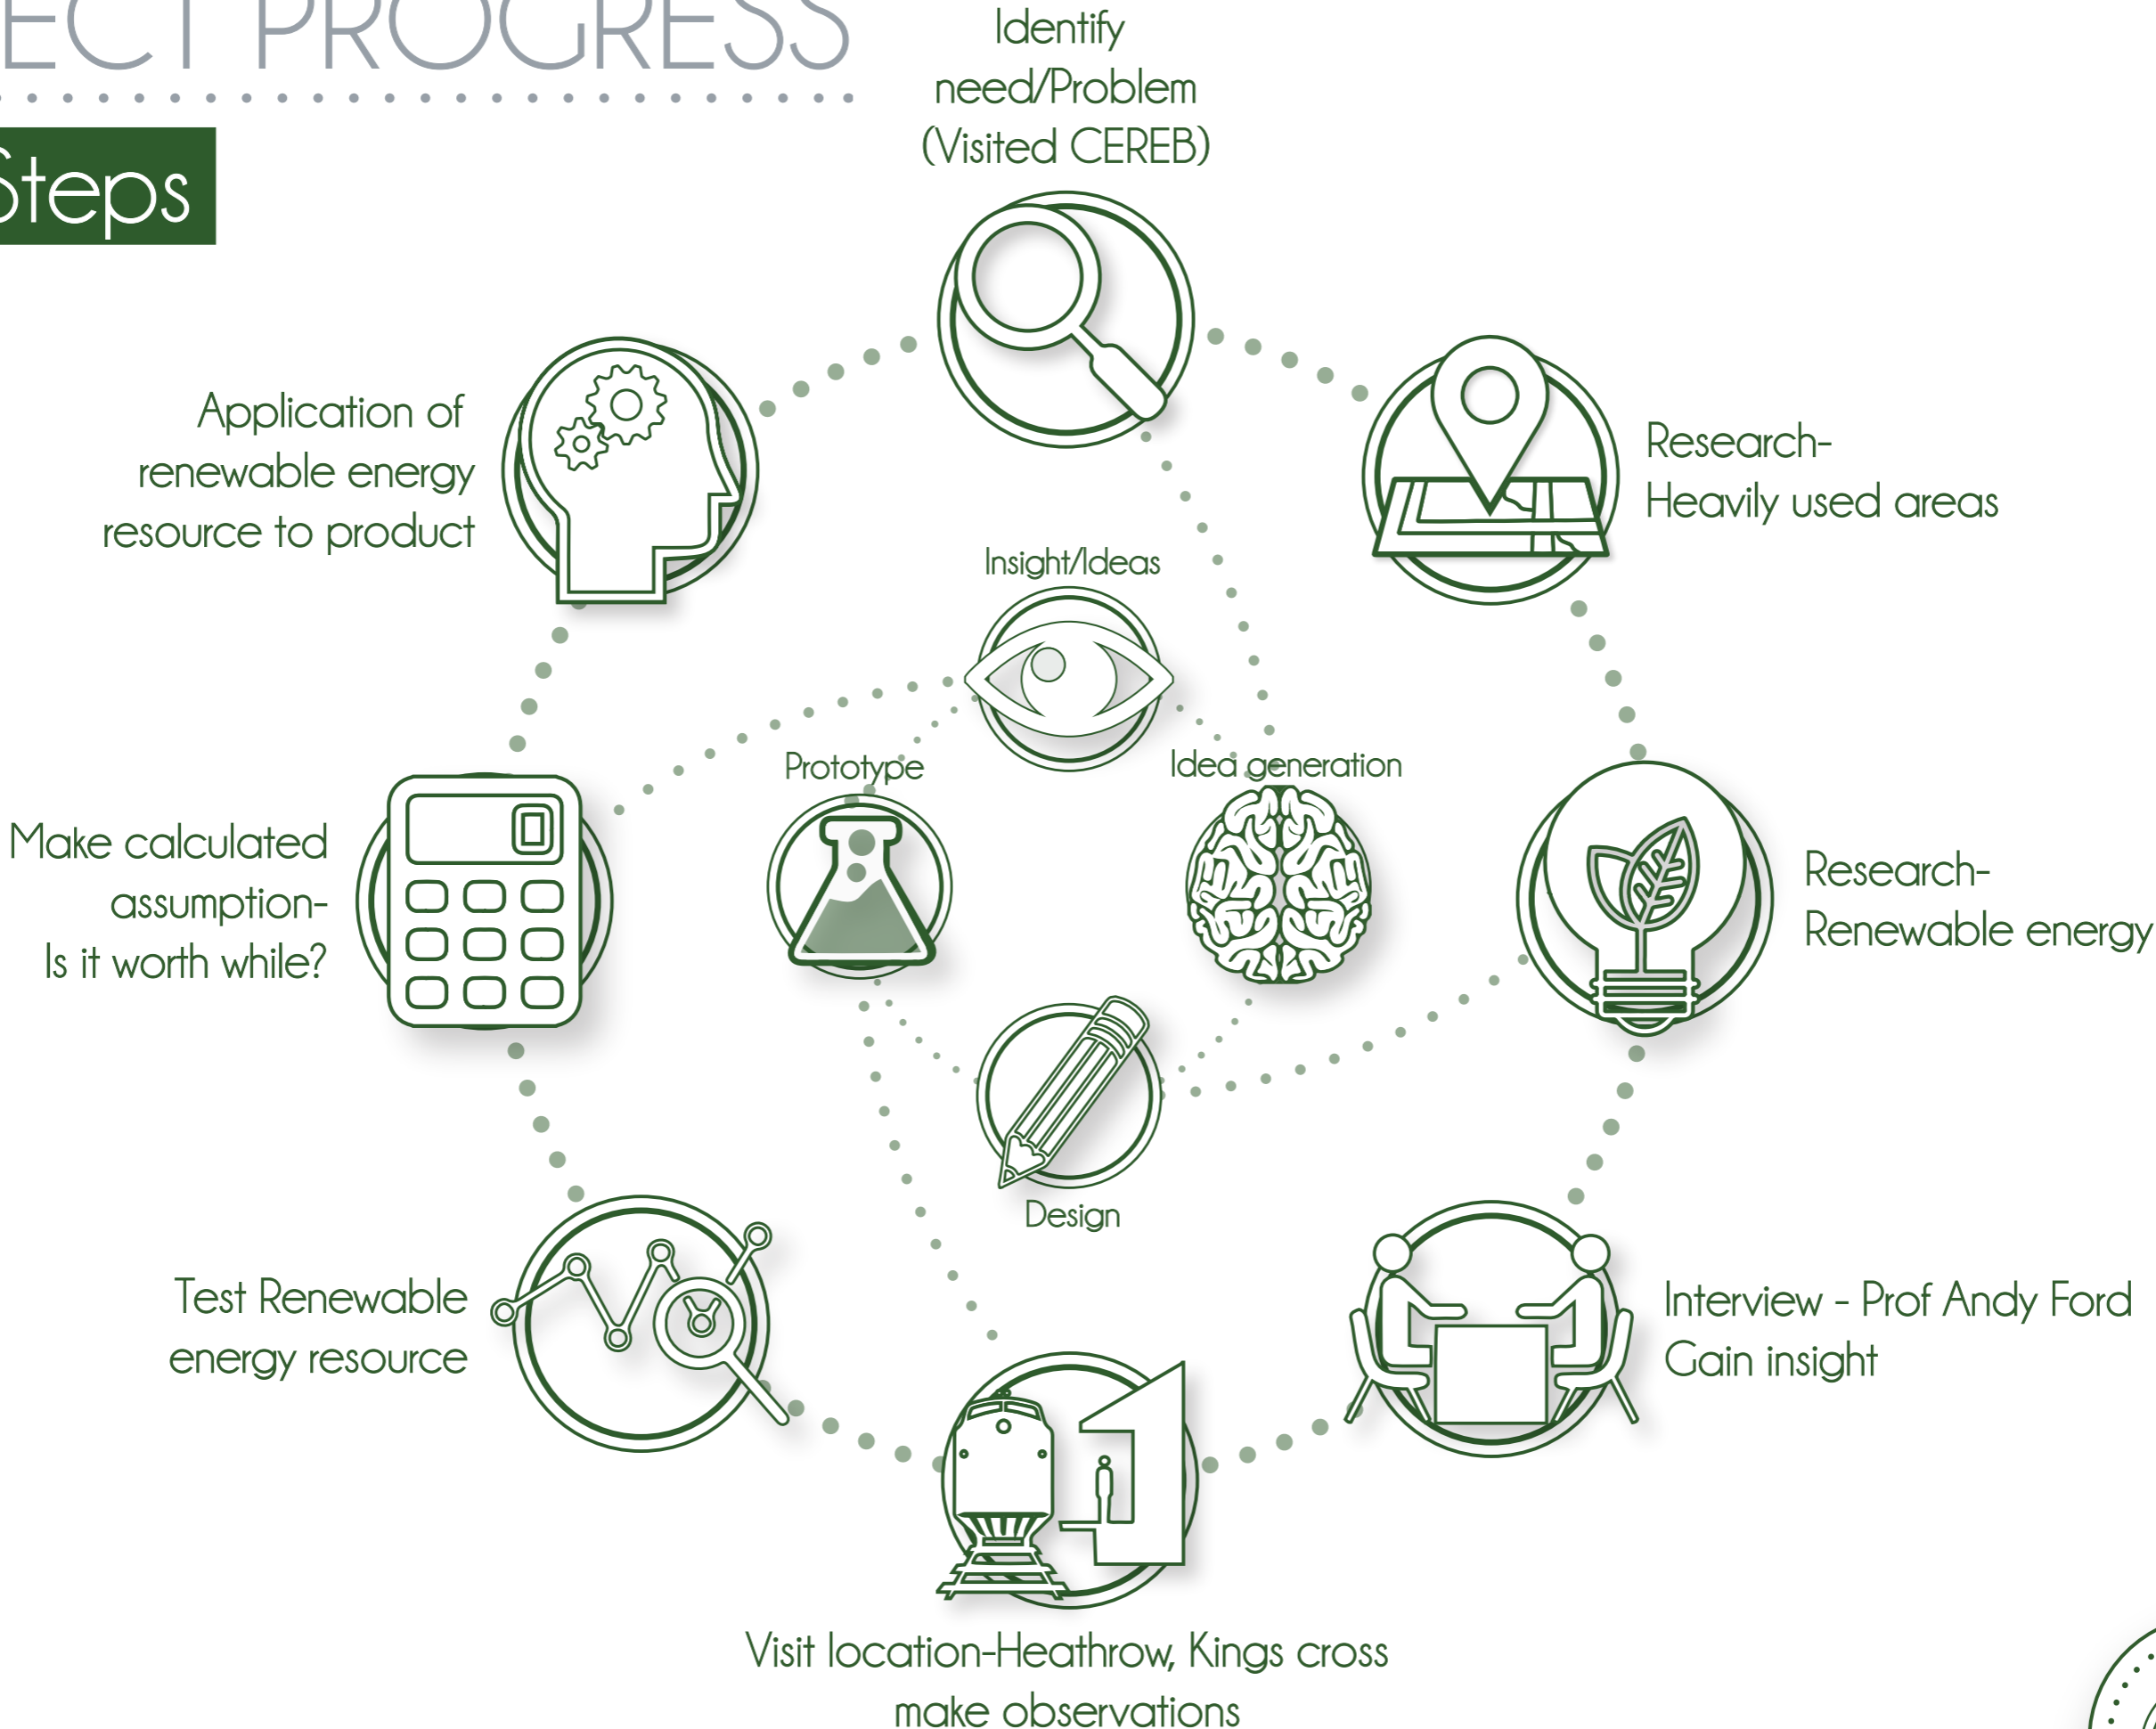 ECT PROGRESS
Steps
Identify
need/Problem
(Visited CEREB)
Research-
Heavily used areas
Research-
Renewable energy
Interview - Prof Andy Ford
Gain insight
Visit location-Heathrow, Kings cross
make observations
Test Renewable
energy resource
Make calculated
assumption-
Is it worth while?
Application of
renewable energy
resource to product
Insight/Ideas
Idea generation
Design
Prototype